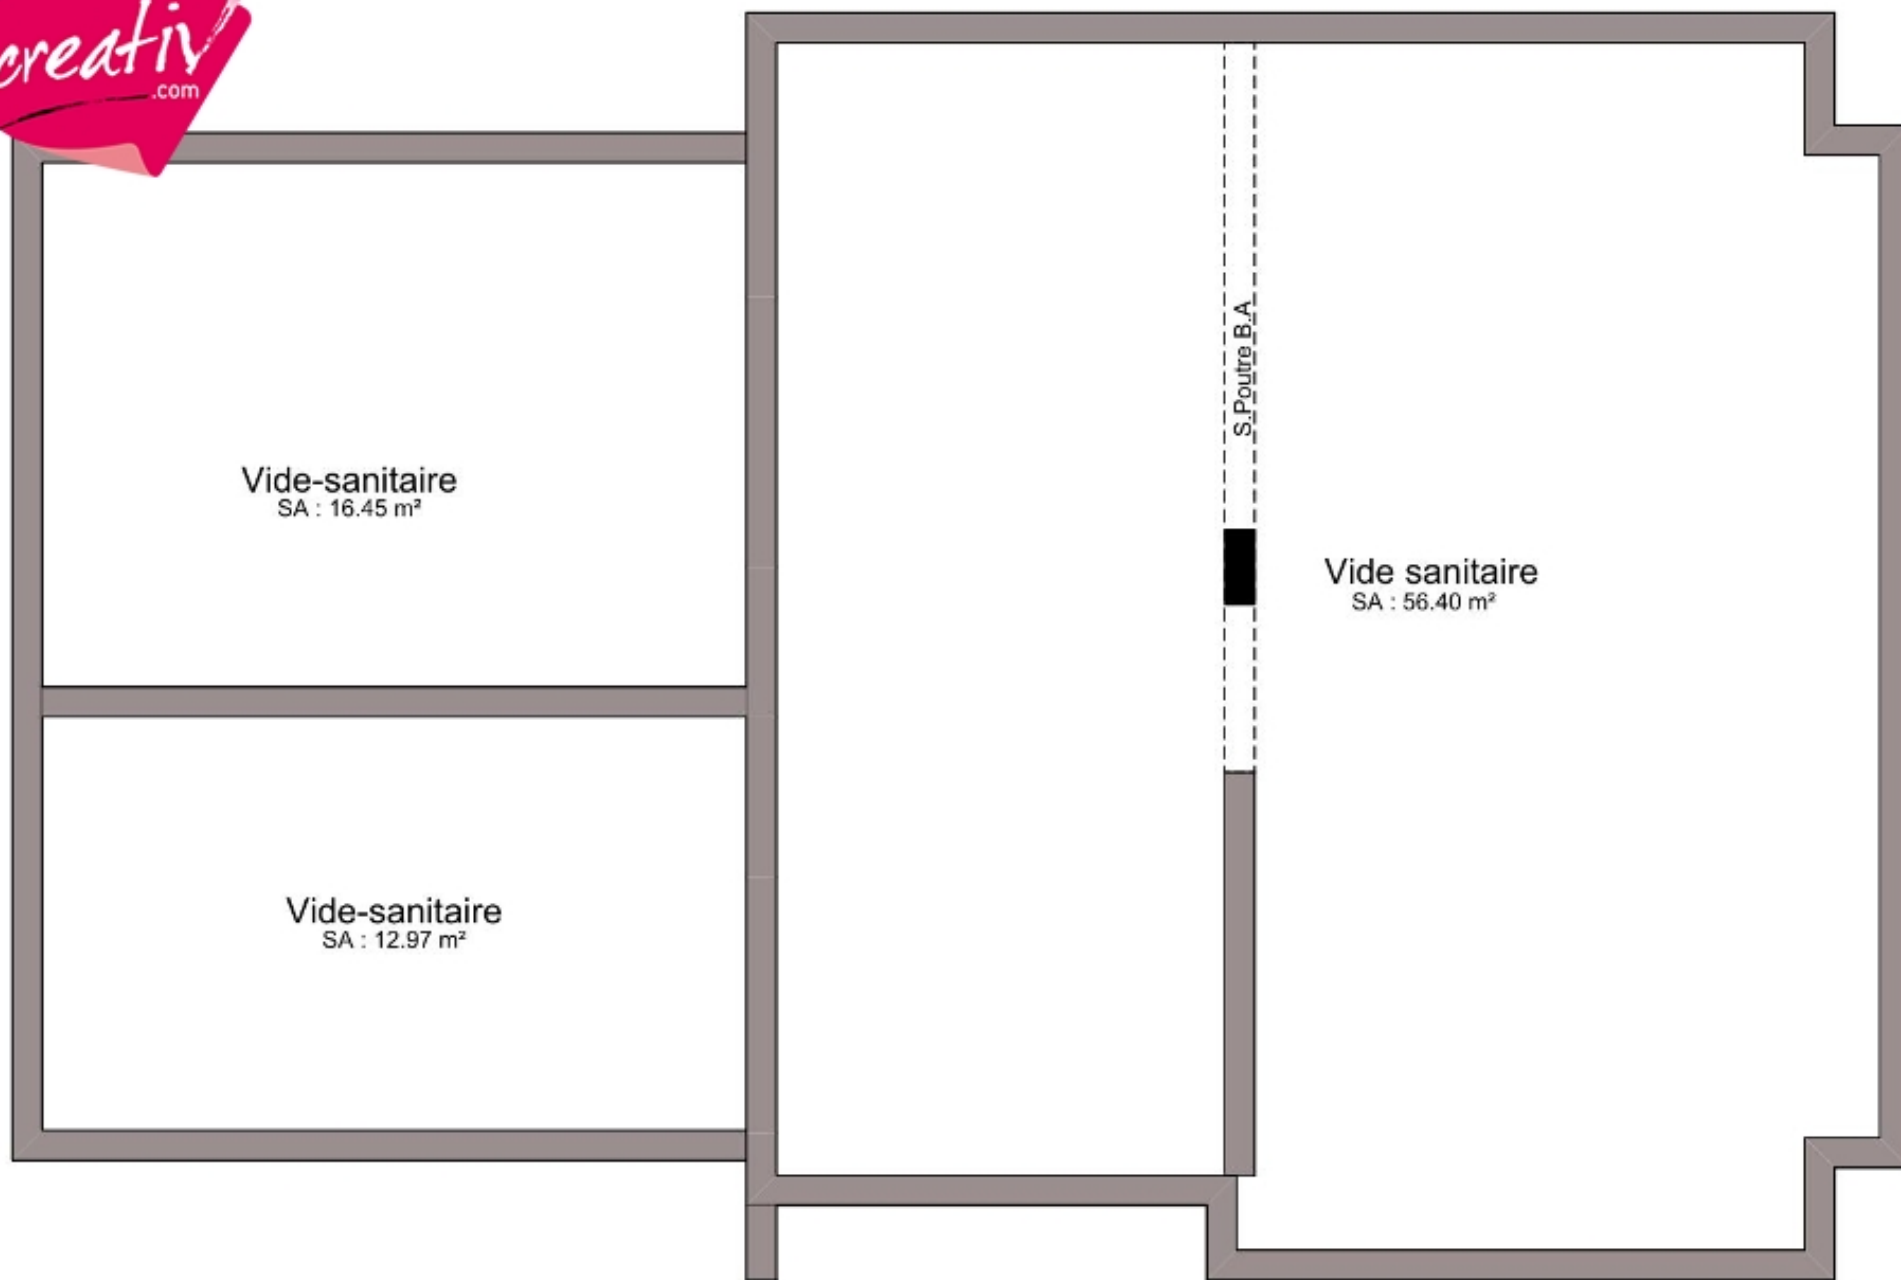 creativ
.com
S.Poutre B.A
Vide-sanitaire
SA : 16.45 m²
Vide sanitaire
SA : 56.40 m²
Vide-sanitaire
SA : 12.97 m²